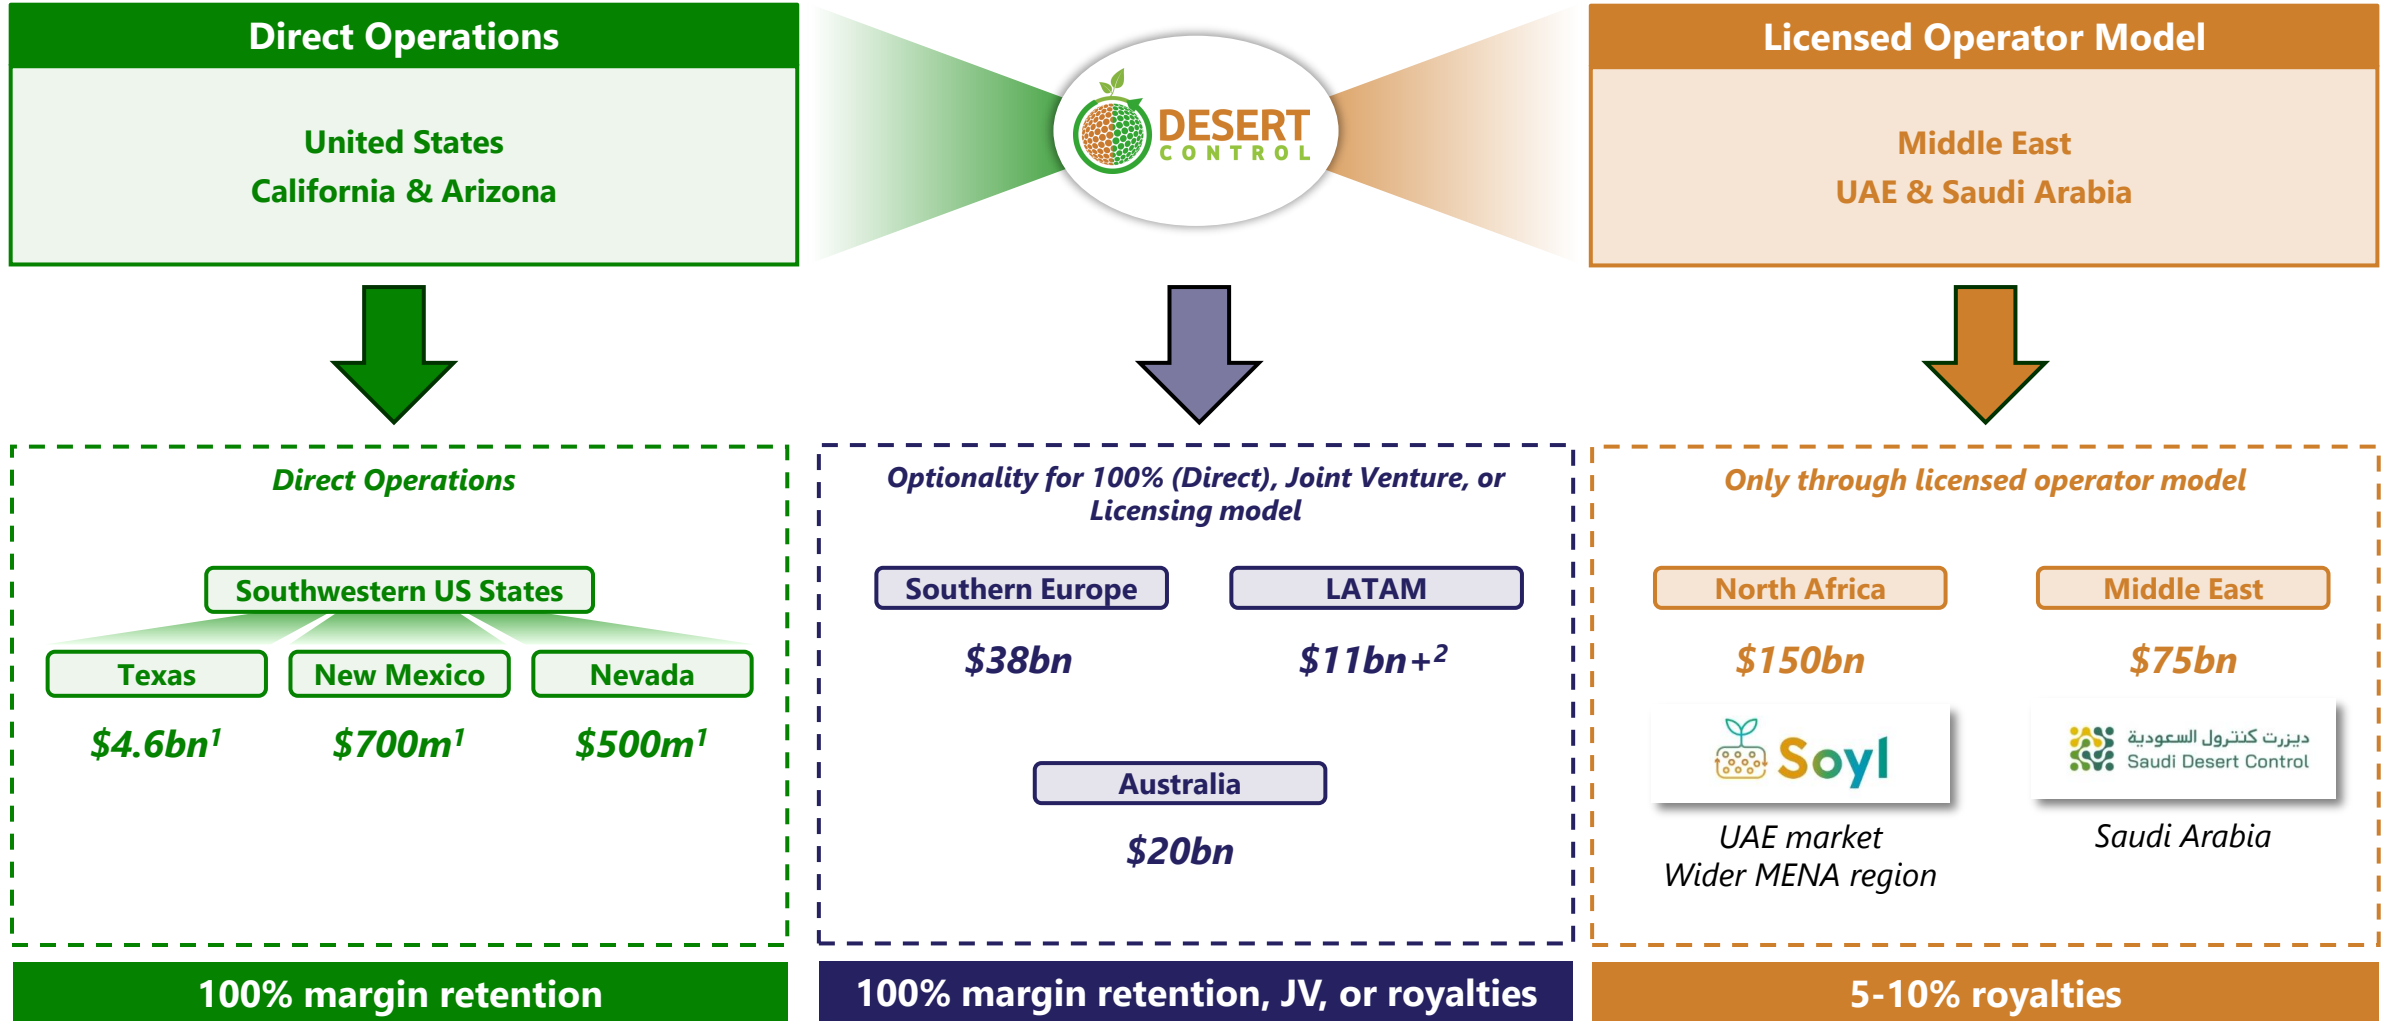 Direct Operations
United States
California & Arizona
DESERT
CONTROL
Licensed Operator Model
Middle East
UAE & Saudi Arabia
Direct Operations
Southwestern US States
Texas
New Mexico
Nevada
$4.6bn¹
$700m¹
$500m¹
100% margin retention
Optionality for 100% (Direct), Joint Venture, or
Licensing model
Southern Europe
LATAM
$38bn
$11bn+²
Australia
$20bn
100% margin retention, JV, or royalties
Only through licensed operator model
North Africa
Middle East
$150bn
$75bn
Soyl
ديزرت كنترول السعودية
Saudi Desert Control
UAE market
Wider MENA region
Saudi Arabia
5-10% royalties